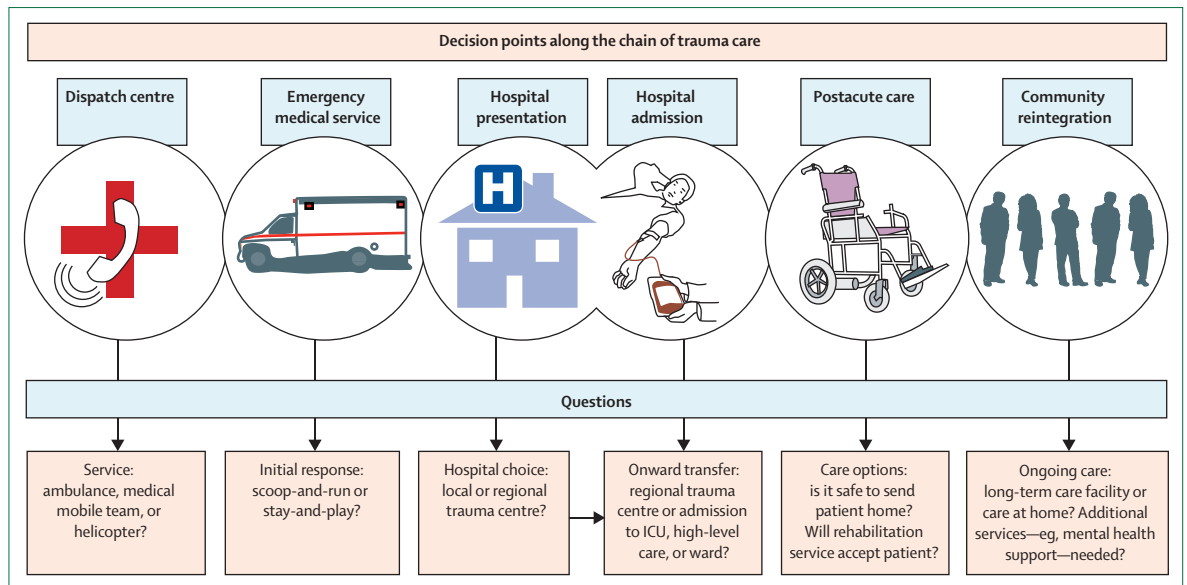 Decision points along the chain of trauma care
Dispatch centre
Emergency
medical service
Hospital
presentation
Hospital
admission
Postacute care
Community
reintegration
H
Questions
Service:
ambulance, medical
mobile team, or
helicopter?
Initial response:
scoop-and-run or
stay-and-play?
Hospital choice:
local or regional
trauma centre?
Onward transfer:
regional trauma
centre or admission
to ICU, high-level
care, or ward?
Care options:
is it safe to send
patient home?
Will rehabilitation
service accept patient?
Ongoing care:
long-term care facility or
care at home? Additional
services—eg, mental health
support—needed?